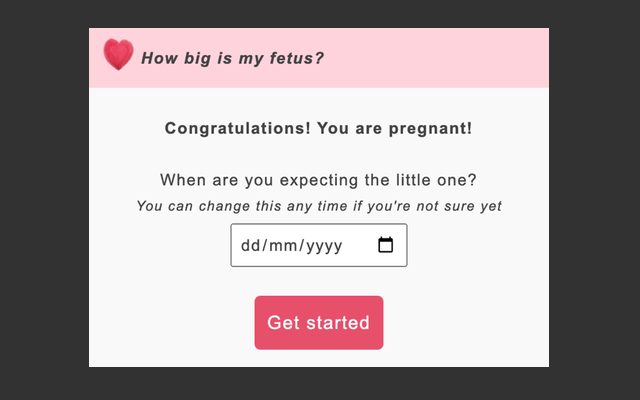 How big is my fetus?
Congratulations! You are pregnant!
When are you expecting the little one?
You can change this any time if you're not sure yet
dd/mm/yyyy
Get started